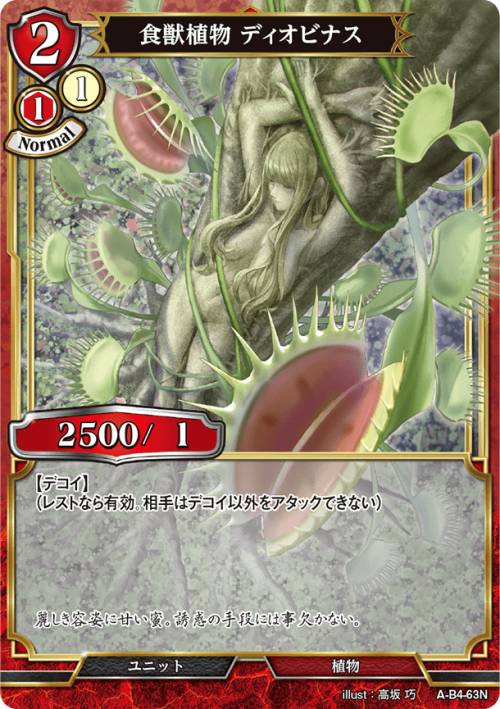 2
食獣植物 ディオビナス
1
1
Normal
2500/ 1
【デコイ】
(レストなら有効。相手はデコイ以外をアタックできない)
麗しき容姿に甘い蜜。誘惑の手段には事欠かない。
ユニット
植物
illust：高坂 巧
A-B4-63N